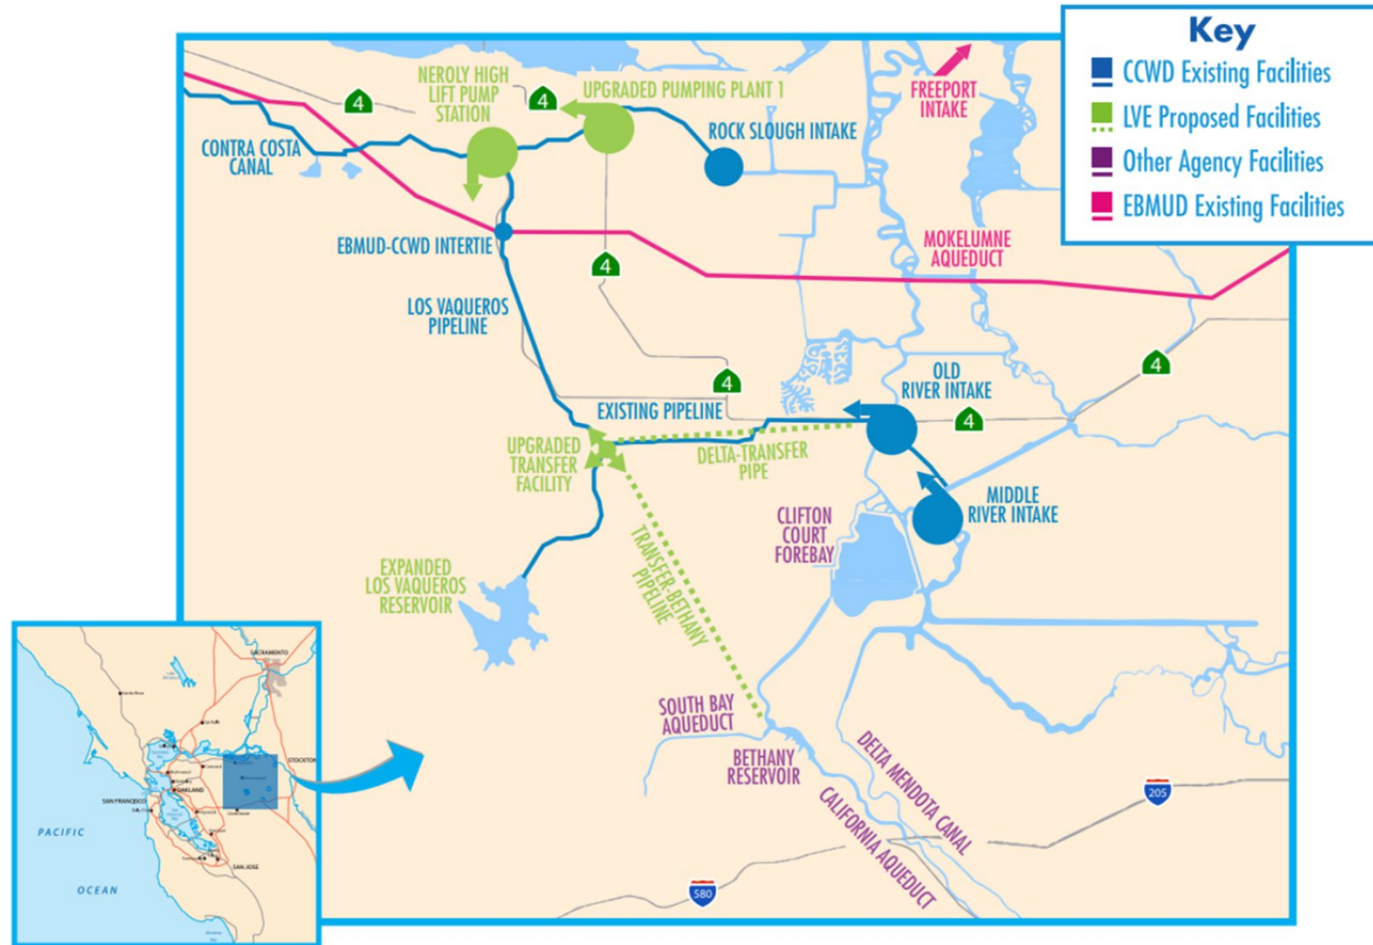 Key
CCWD Existing Facilities
LVE Proposed Facilities
Other Agency Facilities
EBMUD Existing Facilities
NEROLY HIGH
LIFT PUMP
STATION
4
4
UPGRADED PUMPING PLANT 1
FREEPORT
INTAKE
CONTRA COSTA
CANAL
ROCK SLOUGH INTAKE
EBMUD-CCWD INTERTIE
MOKELUMNE
AQUEDUCT
4
LOS VAQUEROS
PIPELINE
4
4
OLD
RIVER INTAKE
EXISTING PIPELINE
4
UPGRADED
TRANSFER
FACILITY
DELTA-TRANSFER
PIPE
MIDDLE
RIVER INTAKE
CLIFTON
COURT
FOREBAY
EXPANDED
LOS VAQUEROS
RESERVOIR
TRANSFER-BETHANY
PIPELINE
SOUTH BAY
AQUEDUCT
BETHANY
RESERVOIR
DELTA MENDOTA CANAL
CALIFORNIA AQUEDUCT
205
580
SACRAMENTO
STOCKTON
OAKLAND
SAN FRANCISCO
SAN JOSE
PACIFIC
OCEAN